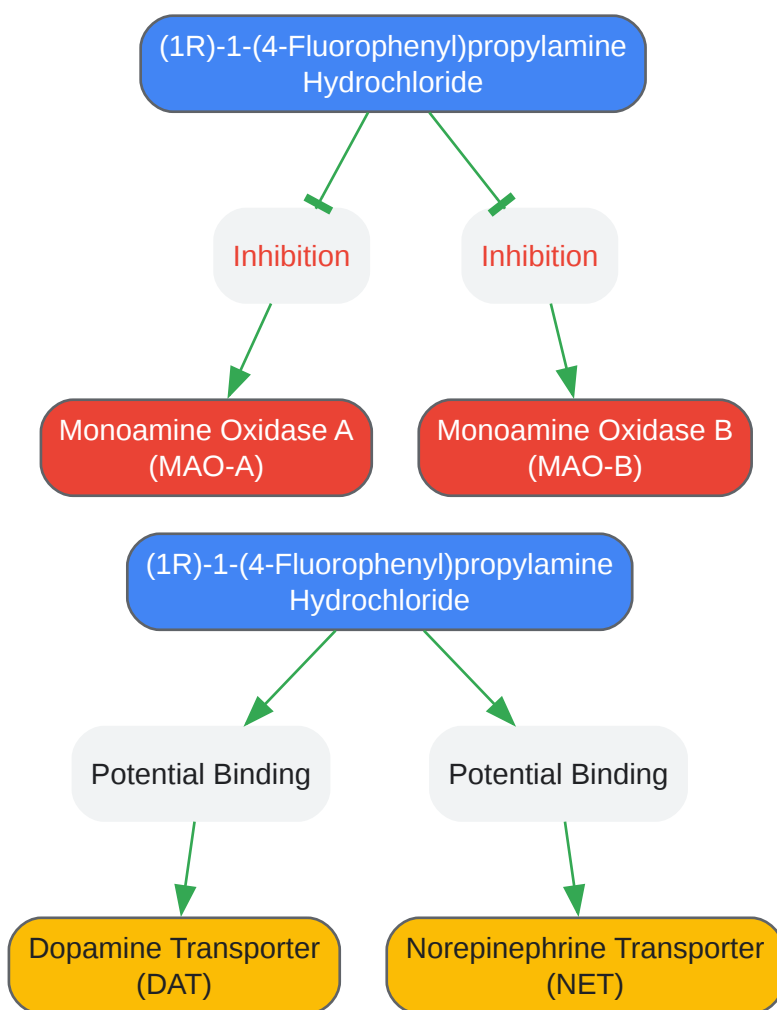 (1R)-1-(4-Fluorophenyl)propylamine
Hydrochloride
Inhibition
Inhibition
Monoamine Oxidase A
(MAO-A)
Monoamine Oxidase B
(MAO-B)
(1R)-1-(4-Fluorophenyl)propylamine
Hydrochloride
Potential Binding
Potential Binding
Dopamine Transporter
(DAT)
Norepinephrine Transporter
(NET)